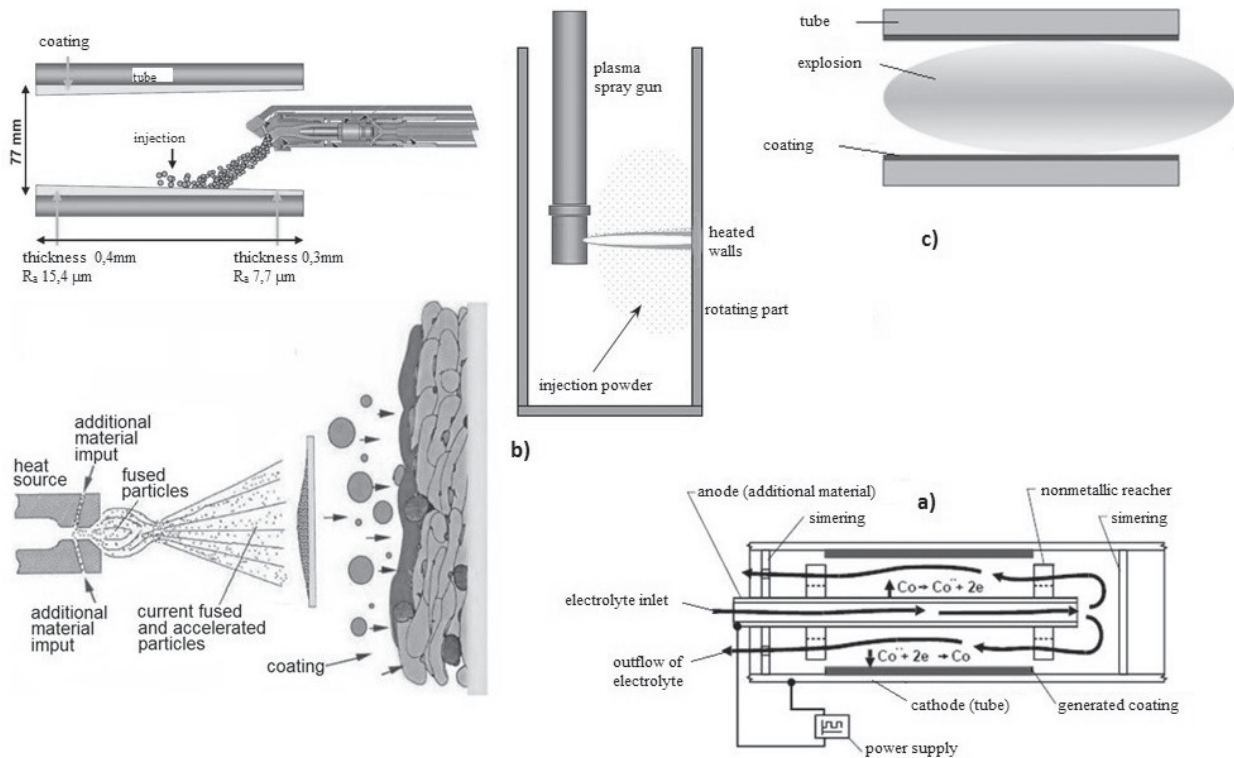 coating
tube
77 mm
injection
thickness 0,4mm
Ra 15,4 µm
thickness 0,3mm
Ra 7,7 µm
plasma
spray gun
heated
walls
rotating part
injection powder
tube
explosion
coating
c)
additional
material
imput
heat
source
fused
particles
additional
material
imput
current fused
and accelerated
particles
coating
b)
a)
anode (additional material)
simering
nonmetallic reacher
simering
electrolyte inlet
Co → Co¨ + 2e
outflow of
electrolyte
Co¨ + 2e → Co
cathode (tube)
generated coating
power supply